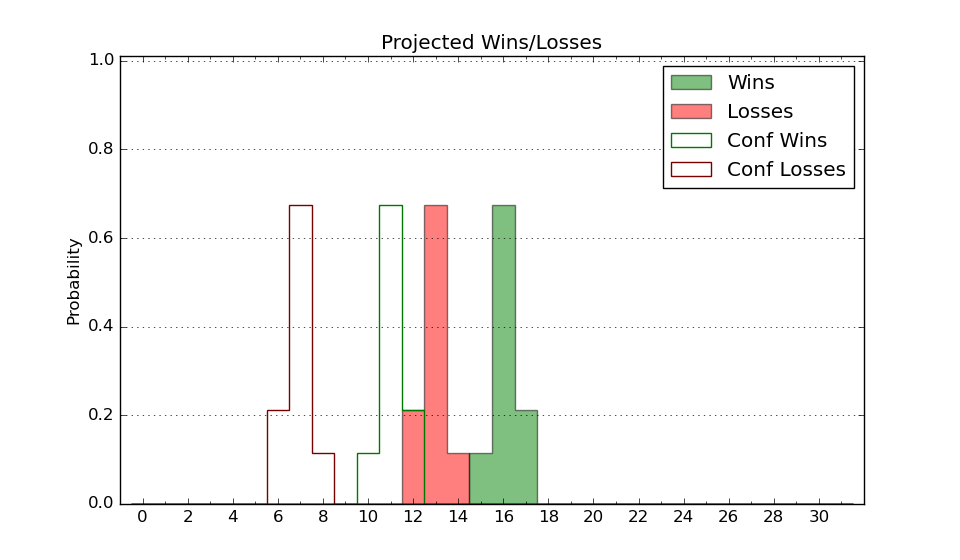 Projected Wins/Losses
1.0
0.8
0.6
0.4
0.2
0.0
Probability
Wins
Losses
Conf Wins
Conf Losses
0 2 4 6 8 10 12 14 16 18 20 22 24 26 28 30